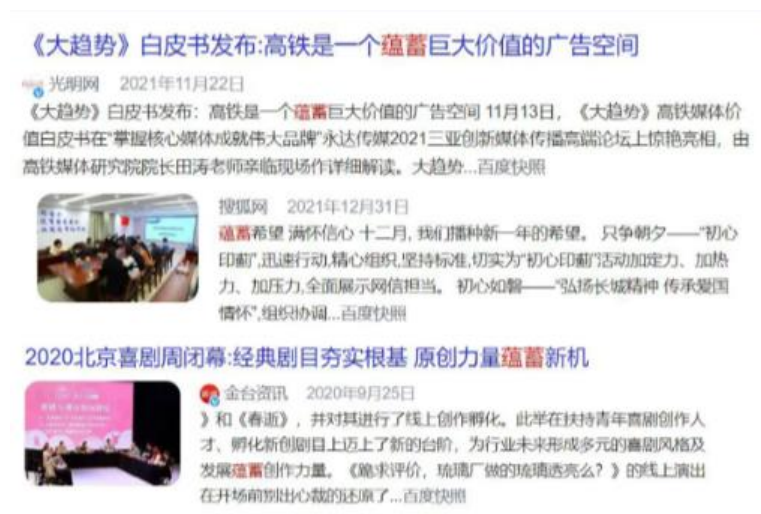 《大趋势》白皮书发布:高铁是一个蕴蓄巨大价值的广告空间
光明网 2021年11月22日
《大趋势》白皮书发布：高铁是一个蕴蓄巨大价值的广告空间 11月13日，《大趋势》高铁媒体价
值白皮书在"掌握核心媒体成就伟大品牌"永达传媒2021三亚创新媒体传播高端论坛上惊艳亮相，由
高铁媒体研究院院长田涛老师亲临现场作详细解读。大趋势...百度快照
搜狐网 2021年12月31日
蕴蓄希望 满怀信心 十二月, 我们播种新一年的希望。 只争朝夕——"初心
印蓟",迅速行动,精心组织,坚持标准,切实为"初心印蓟"活动加定力、加热
力、加压力,全面展示网信担当。 初心如磐——"弘扬长城精神 传承爱国
情怀",组织协调...百度快照
2020北京喜剧周闭幕:经典剧目夯实根基 原创力量蕴蓄新机
金台资讯 2020年9月25日
》和《春逝》，并对其进行了线上创作孵化。此举在扶持青年喜剧创作人
才、孵化新创剧目上迈上了新的台阶，为行业未来形成多元的喜剧风格及
发展蕴蓄创作力量。《跪求评价，琉璃厂做的琉璃透亮么？》的线上演出
在开场前别出心裁的还原了...百度快照